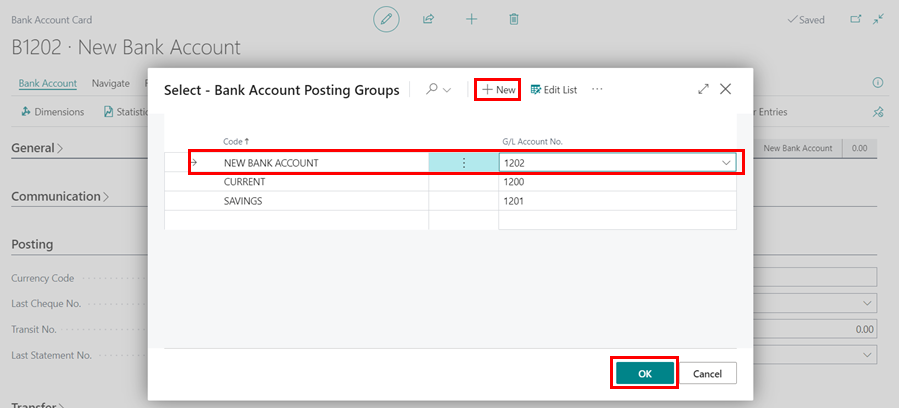 Bank Account Card
Saved
B1202 · New Bank Account
Bank Account Navigate
Dimensions Statistic
r Entries
General
New Bank Account 0.00
Communication
Posting
Currency Code
Last Cheque No.
Transit No. 0.00
Last Statement No.
Transfer
Select - Bank Account Posting Groups
New Edit List ...
Code ↑ G/L Account No.
NEW BANK ACCOUNT 1202
CURRENT 1200
SAVINGS 1201
OK Cancel